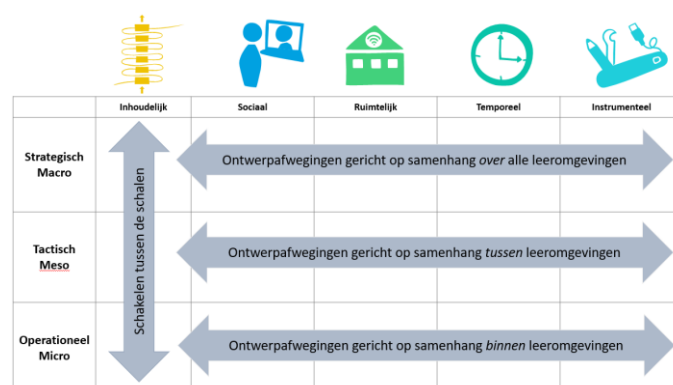 Inhoudelijk Sociaal Ruimtelijk Temporeel Instrumenteel
Strategisch
Macro
Ontwerpafwegingen gericht op samenhang over alle leeromgevingen
Schakelen tussen de schalen
Tactisch
Meso
Ontwerpafwegingen gericht op samenhang tussen leeromgevingen
Operationeel
Micro
Ontwerpafwegingen gericht op samenhang binnen leeromgevingen